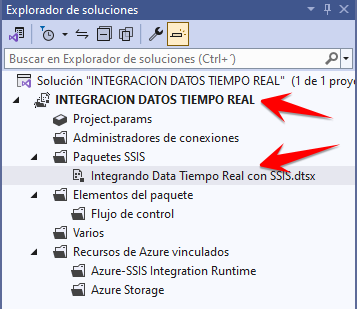 Explorador de soluciones
Buscar en Explorador de soluciones (Ctrl+´)
Solución "INTEGRACION DATOS TIEMPO REAL" (1 de 1 proye
INTEGRACION DATOS TIEMPO REAL
Project.params
Administradores de conexiones
Paquetes SSIS
Integrando Data Tiempo Real con SSIS.dtsx
Elementos del paquete
Flujo de control
Varios
Recursos de Azure vinculados
Azure-SSIS Integration Runtime
Azure Storage